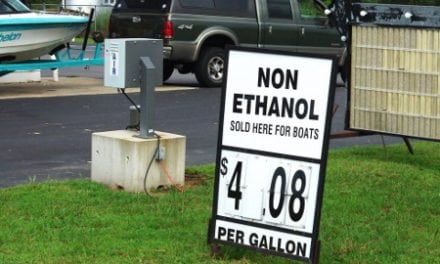 NON
ETHANOL
SOLD HERE FOR BOATS
$4 08
PER GALLON